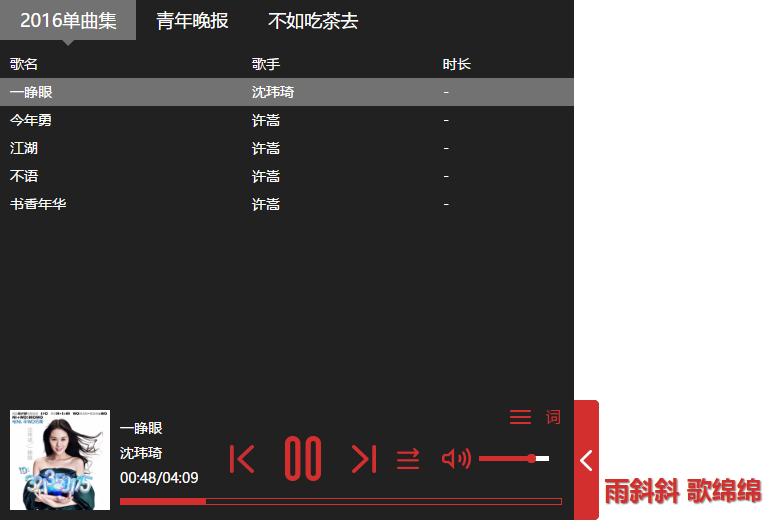 2016单曲集 青年晚报 不如吃茶去
歌名 歌手 时长
一睁眼 沈玮琦 -
今年勇 许嵩 -
江湖 许嵩 -
不语 许嵩 -
书香年华 许嵩 -
词
一睁眼
沈玮琦
00:48/04:09
雨斜斜 歌绵绵